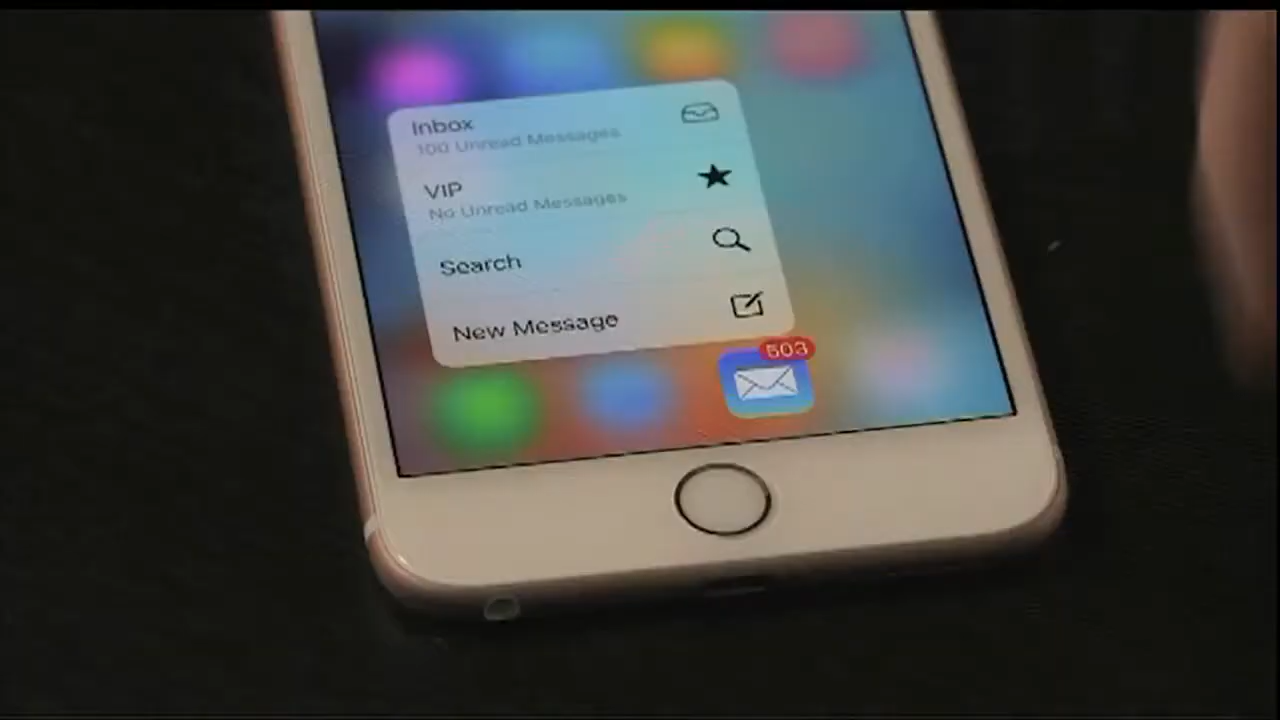 Inbox
100 Unread Messages
VIP
No Unread Messages
Search
New Message
503